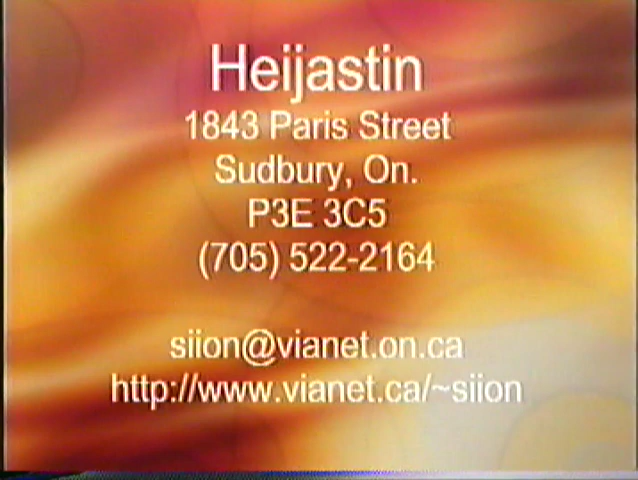 Heijastin
1843 Paris Street
Sudbury, On.
P3E 3C5
(705) 522-2164
siion@vianet.on.ca
http://www.vianet.ca/~siion